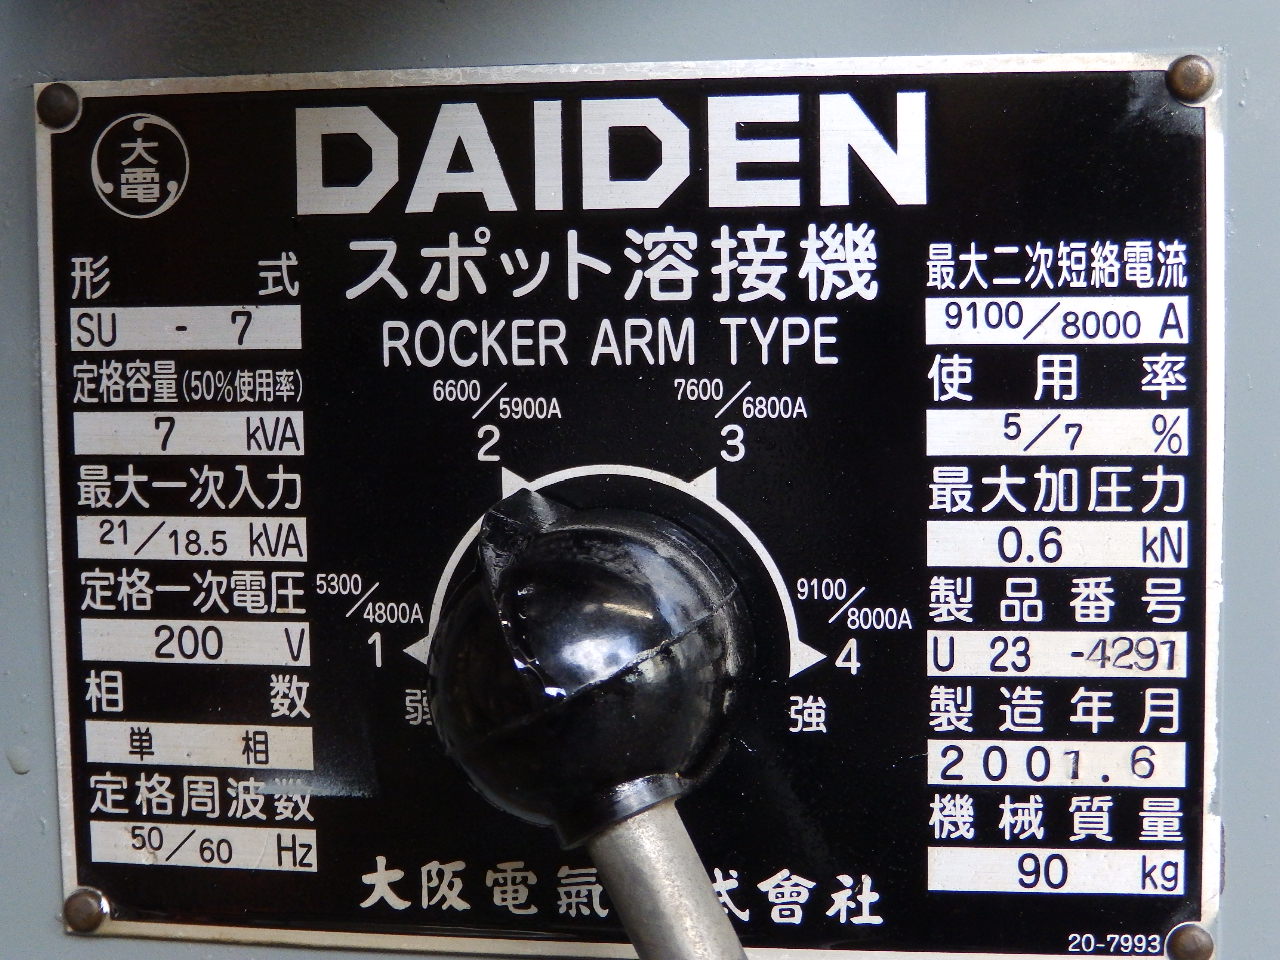 大電
DAIDEN
スポット溶接機
ROCKER ARM TYPE
形 式
SU - 7
定格容量(50%使用率)
7 kVA
最大一次入力
21/18.5 kVA
定格一次電圧
200 V
相 数
単 相
定格周波数
50/60 Hz
6600/5900A
2
7600/6800A
3
5300/4800A
1
9100/8000A
4
弱
強
最大二次短絡電流
9100/8000 A
使 用 率
5/7 %
最大加圧力
0.6 kN
製品番号
U 23 -4291
製造年月
2001.6
機械質量
90 kg
大阪電氣 式會社
20-7993